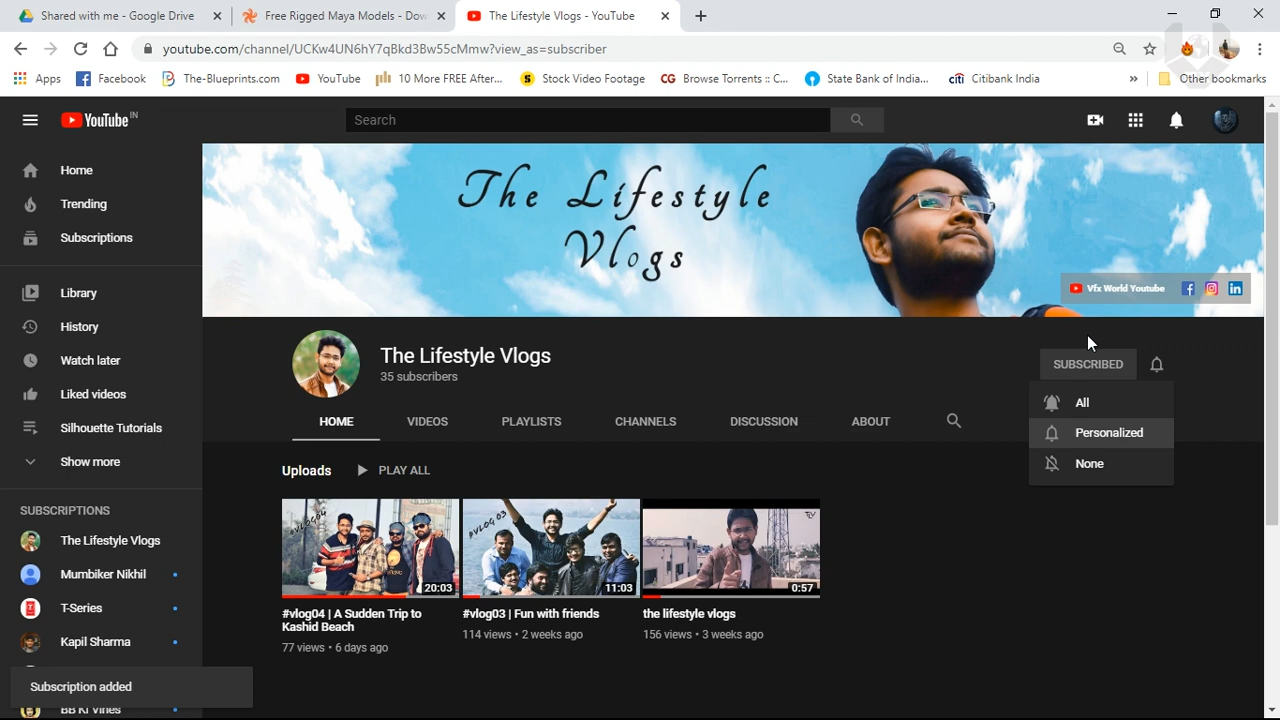 Shared with me - Google Drive
Free Rigged Maya Models - Dow
The Lifestyle Vlogs - YouTube
youtube.com/channel/UCKw4UN6hY7qBkd3Bw55cMmw?view_as=subscriber
Apps
Facebook
The-Blueprints.com
YouTube
10 More FREE After...
Stock Video Footage
CG Browse Torrents :: C...
State Bank of India...
citi Citibank India
»
Other bookmarks
YouTube IN
Search
Home
Trending
Subscriptions
Library
History
Watch later
Liked videos
Silhouette Tutorials
Show more
SUBSCRIPTIONS
The Lifestyle Vlogs
Mumbiker Nikhil
T-Series
Kapil Sharma
BB Ki Vines
Subscription added
The Lifestyle
Vlogs
Vfx World Youtube
The Lifestyle Vlogs
35 subscribers
SUBSCRIBED
All
Personalized
None
HOME
VIDEOS
PLAYLISTS
CHANNELS
DISCUSSION
ABOUT
Uploads
PLAY ALL
#VLOG04
20:03
#VLOG 03
11:03
TLV
0:57
#vlog04 | A Sudden Trip to
Kashid Beach
77 views • 6 days ago
#vlog03 | Fun with friends
114 views • 2 weeks ago
the lifestyle vlogs
156 views • 3 weeks ago